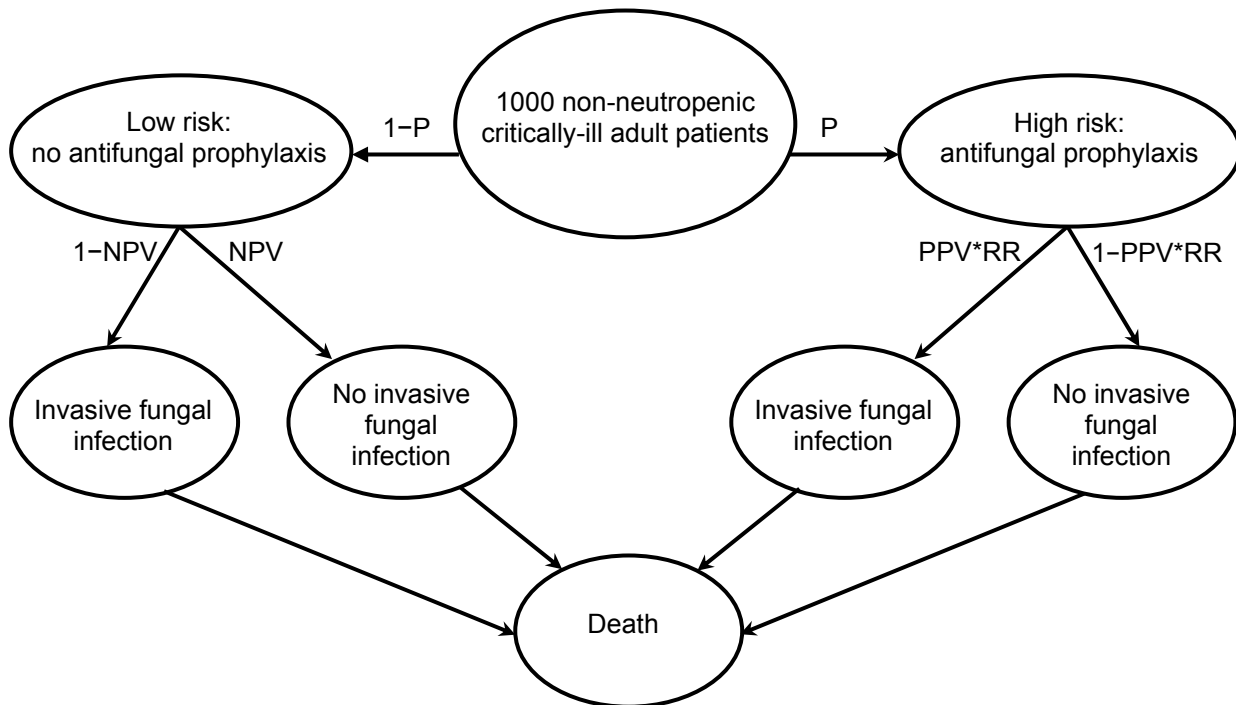 1000 non-neutropenic
critically-ill adult patients
Low risk:
no antifungal prophylaxis
1−P
P
High risk:
antifungal prophylaxis
1−NPV
NPV
PPV*RR
1−PPV*RR
Invasive fungal
infection
No invasive
fungal
infection
Invasive fungal
infection
No invasive
fungal
infection
Death